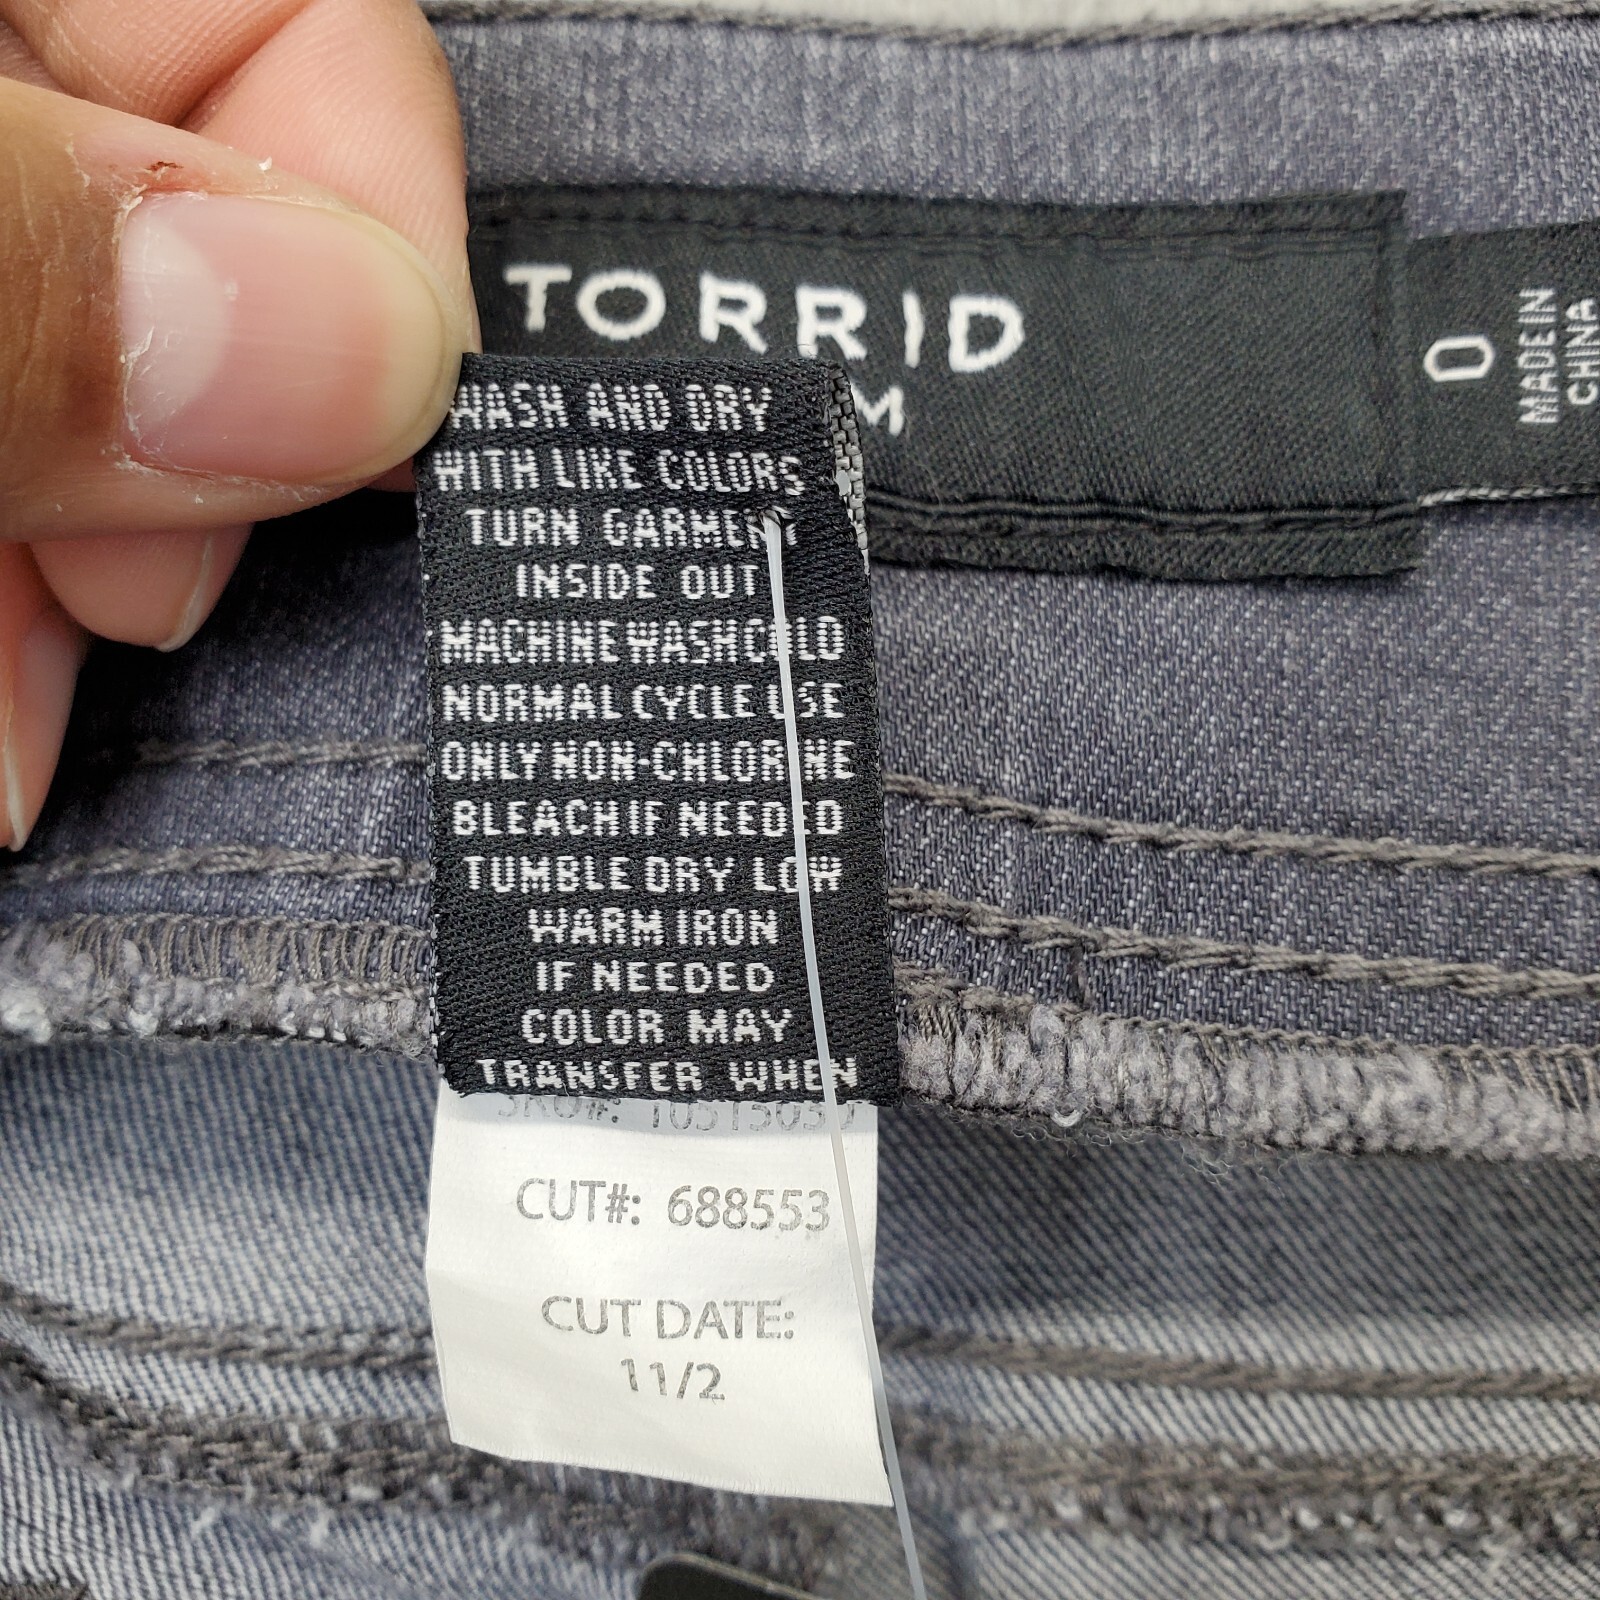 TORRID
M
0
MADE IN
CHINA
WASH AND DRY
WITH LIKE COLORS
TURN GARMENT
INSIDE OUT
MACHINE WASH COLD
NORMAL CYCLE USE
ONLY NON-CHLORINE
BLEACH IF NEEDED
TUMBLE DRY LOW
WARM IRON
IF NEEDED
COLOR MAY
TRANSFER WHEN
SKU#:
CUT#: 688553
CUT DATE:
11/2